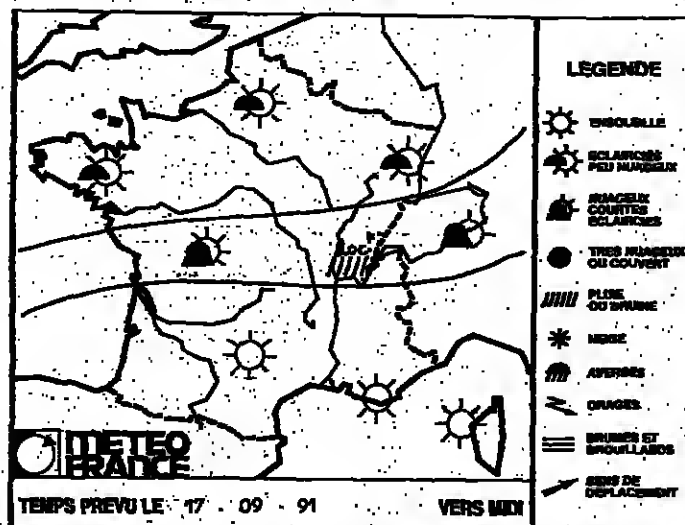 LEGENDE
ENSOLEILLE
ECLAIRCIES
PEU NUAGEUX
NUAGEUX
COURTES
ECLAIRCIES
TRES NUAGEUX
OU COUVERT
PLUIE
OU BRUINE
NEIGE
AVERSES
ORAGES
BRUMES ET
BROUILLARDS
SENS DE
DEPLACEMENT
LOC
METEO
FRANCE
TEMPS PREVU LE 17 . 09 . 91 VERS MIDI